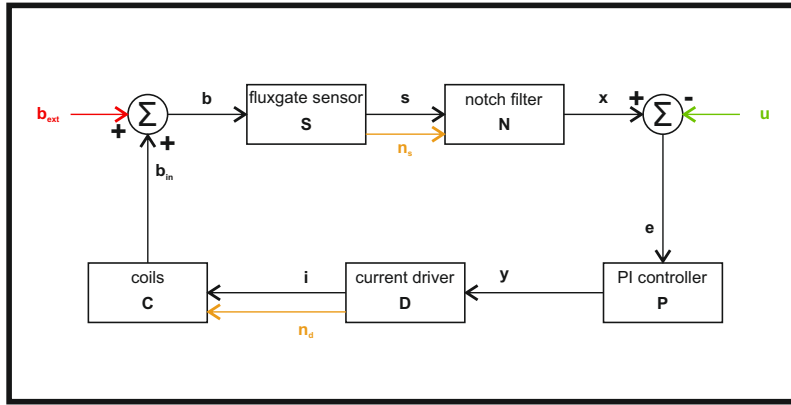 b_ext
Σ
+
+
b
fluxgate sensor
S
s
n_s
notch filter
N
x
+
Σ
-
u
b_in
e
coils
C
i
n_d
current driver
D
y
PI controller
P